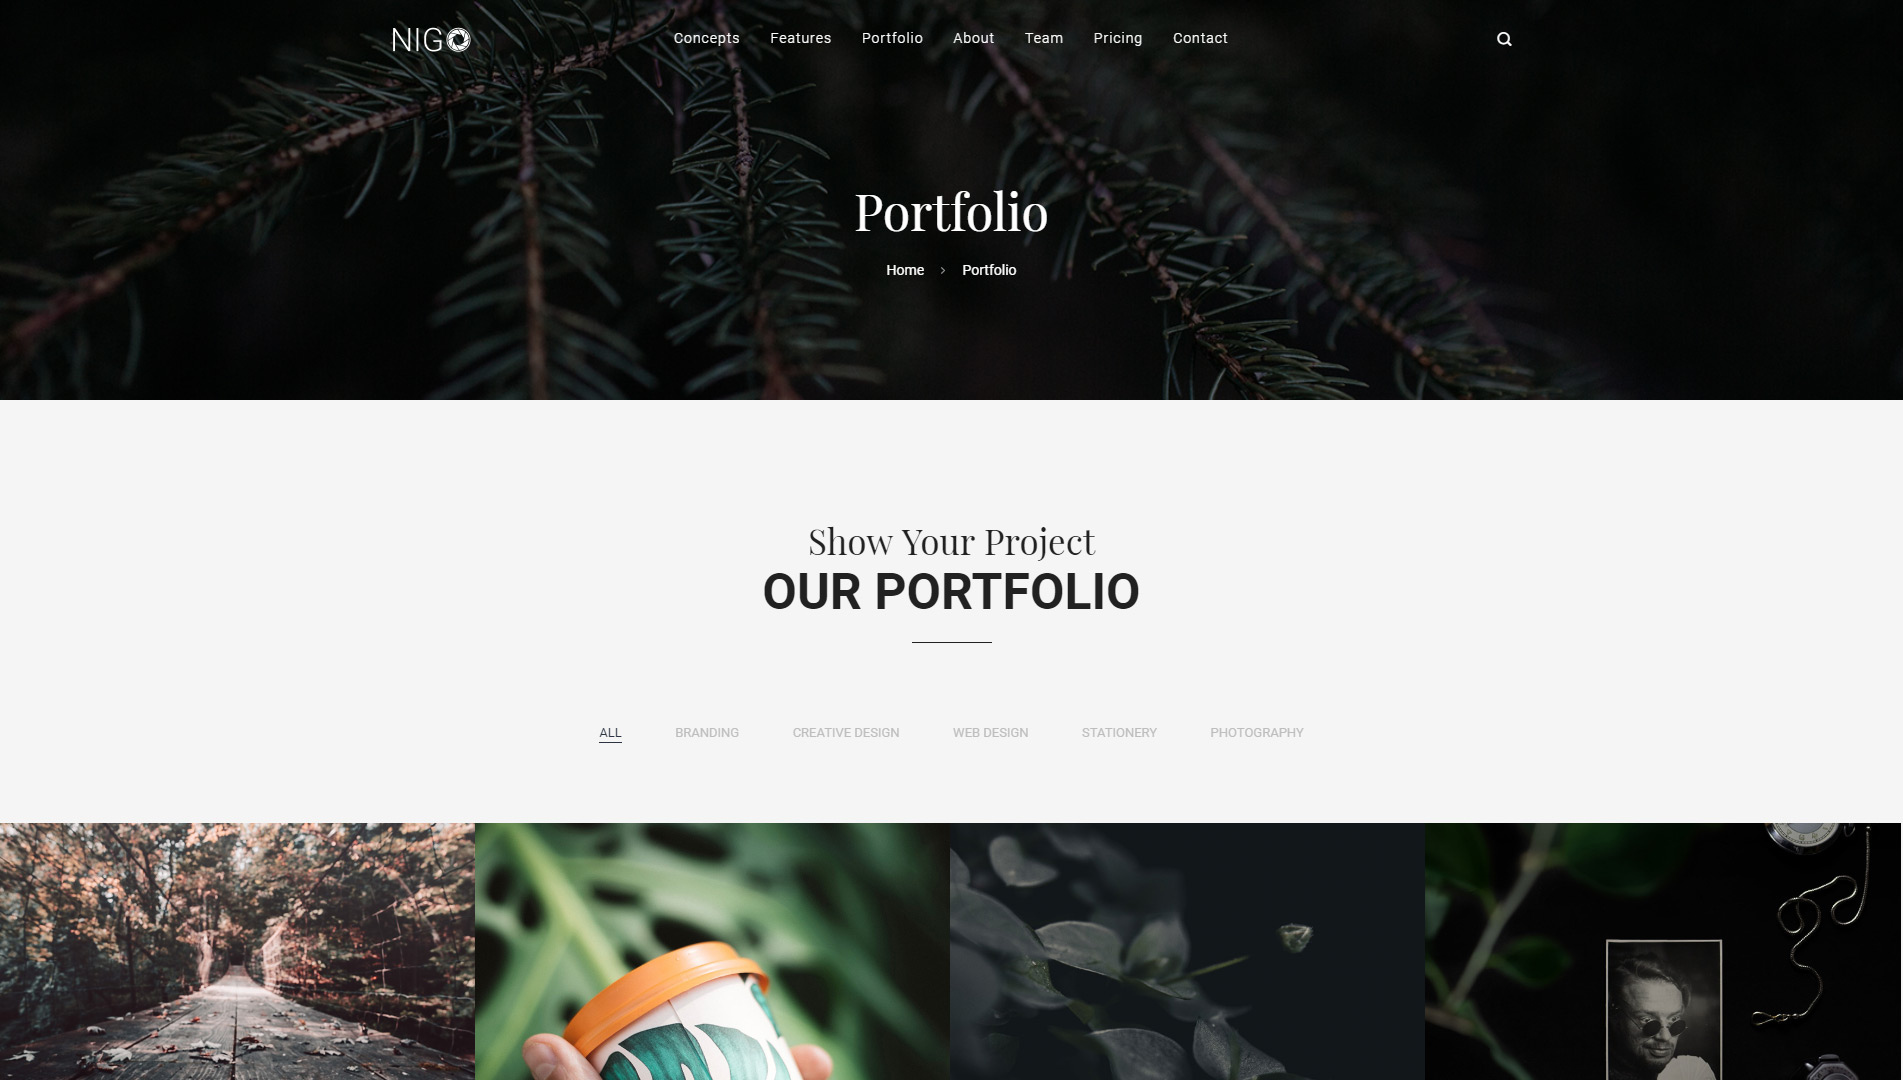 NIGO
Concepts Features Portfolio About Team Pricing Contact
Portfolio
Home › Portfolio
Show Your Project
OUR PORTFOLIO
ALL BRANDING CREATIVE DESIGN WEB DESIGN STATIONERY PHOTOGRAPHY